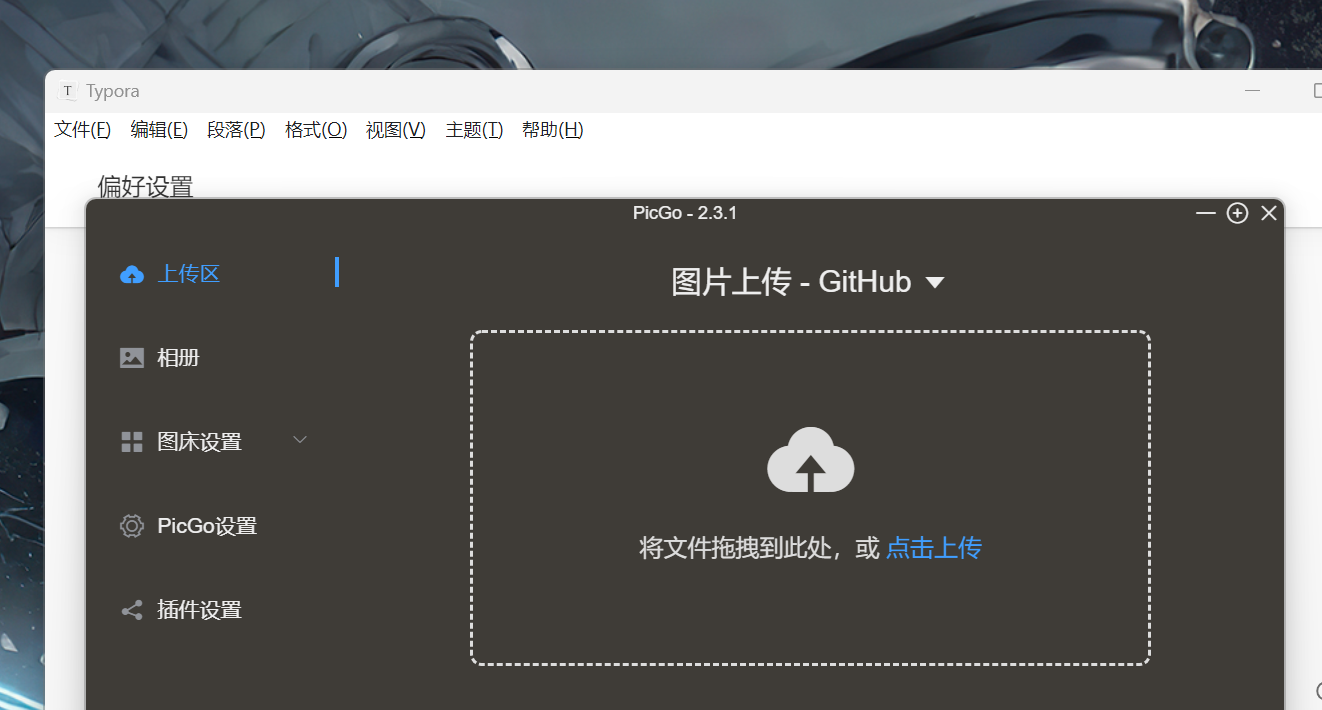 T Typora
文件(F) 编辑(E) 段落(P) 格式(O) 视图(V) 主题(T) 帮助(H)
偏好设置
PicGo - 2.3.1
上传区
图片上传 - GitHub
相册
图床设置
PicGo设置
插件设置
将文件拖拽到此处，或 点击上传